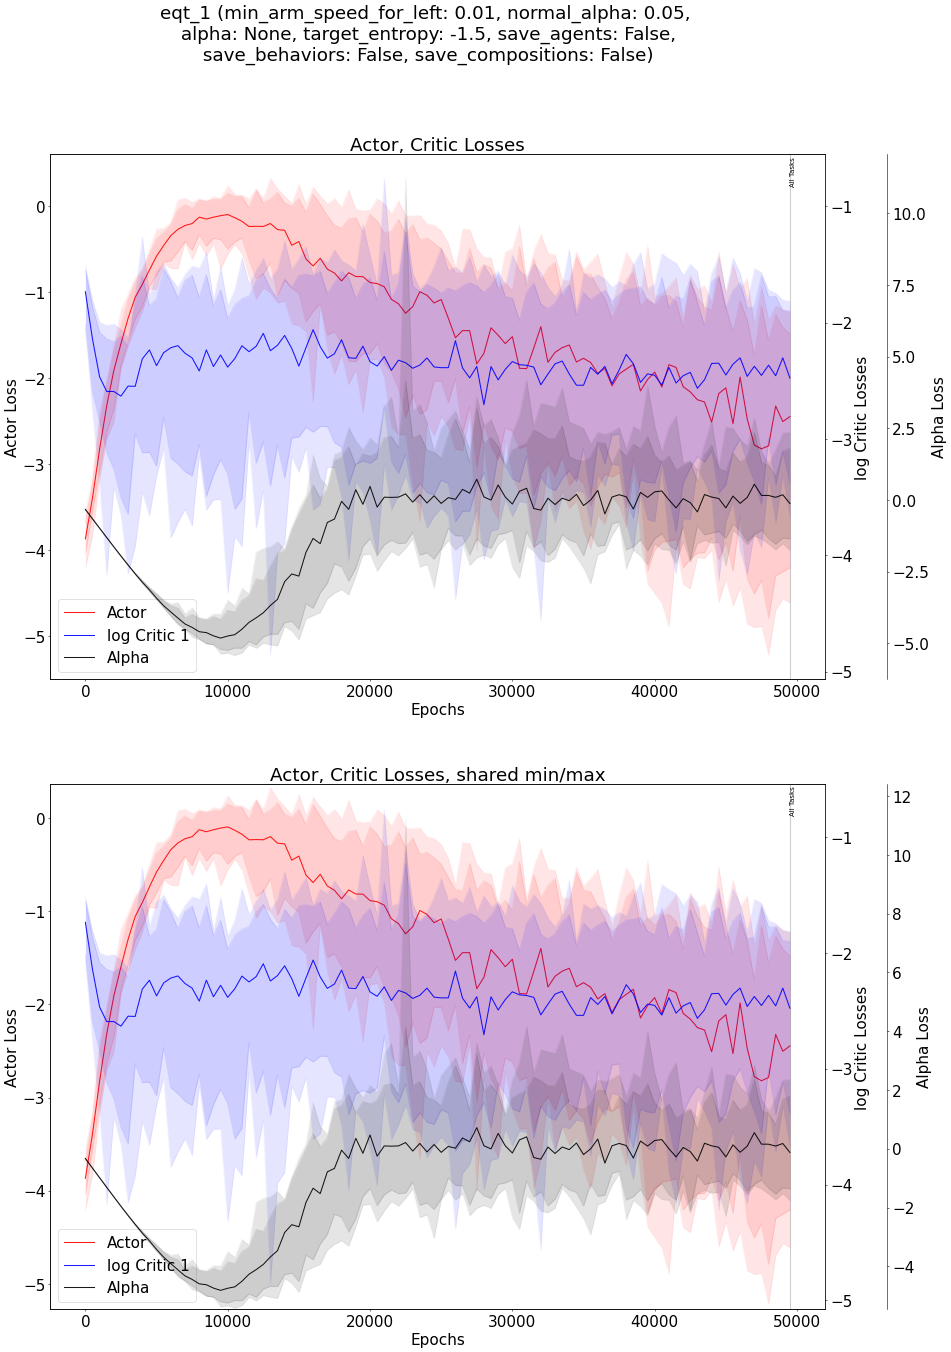 eqt_1 (min_arm_speed_for_left: 0.01, normal_alpha: 0.05,
alpha: None, target_entropy: -1.5, save_agents: False,
save_behaviors: False, save_compositions: False)
Actor, Critic Losses
All Tasks
0
−1
−2
−3
−4
−5
Actor Loss
−1
−2
−3
−4
−5
log Critic Losses
10.0
7.5
5.0
2.5
0.0
−2.5
−5.0
Alpha Loss
Actor
log Critic 1
Alpha
0
10000
20000
30000
40000
50000
Epochs
Actor, Critic Losses, shared min/max
All Tasks
0
−1
−2
−3
−4
−5
Actor Loss
−1
−2
−3
−4
−5
log Critic Losses
12
10
8
6
4
2
0
−2
−4
Alpha Loss
Actor
log Critic 1
Alpha
0
10000
20000
30000
40000
50000
Epochs